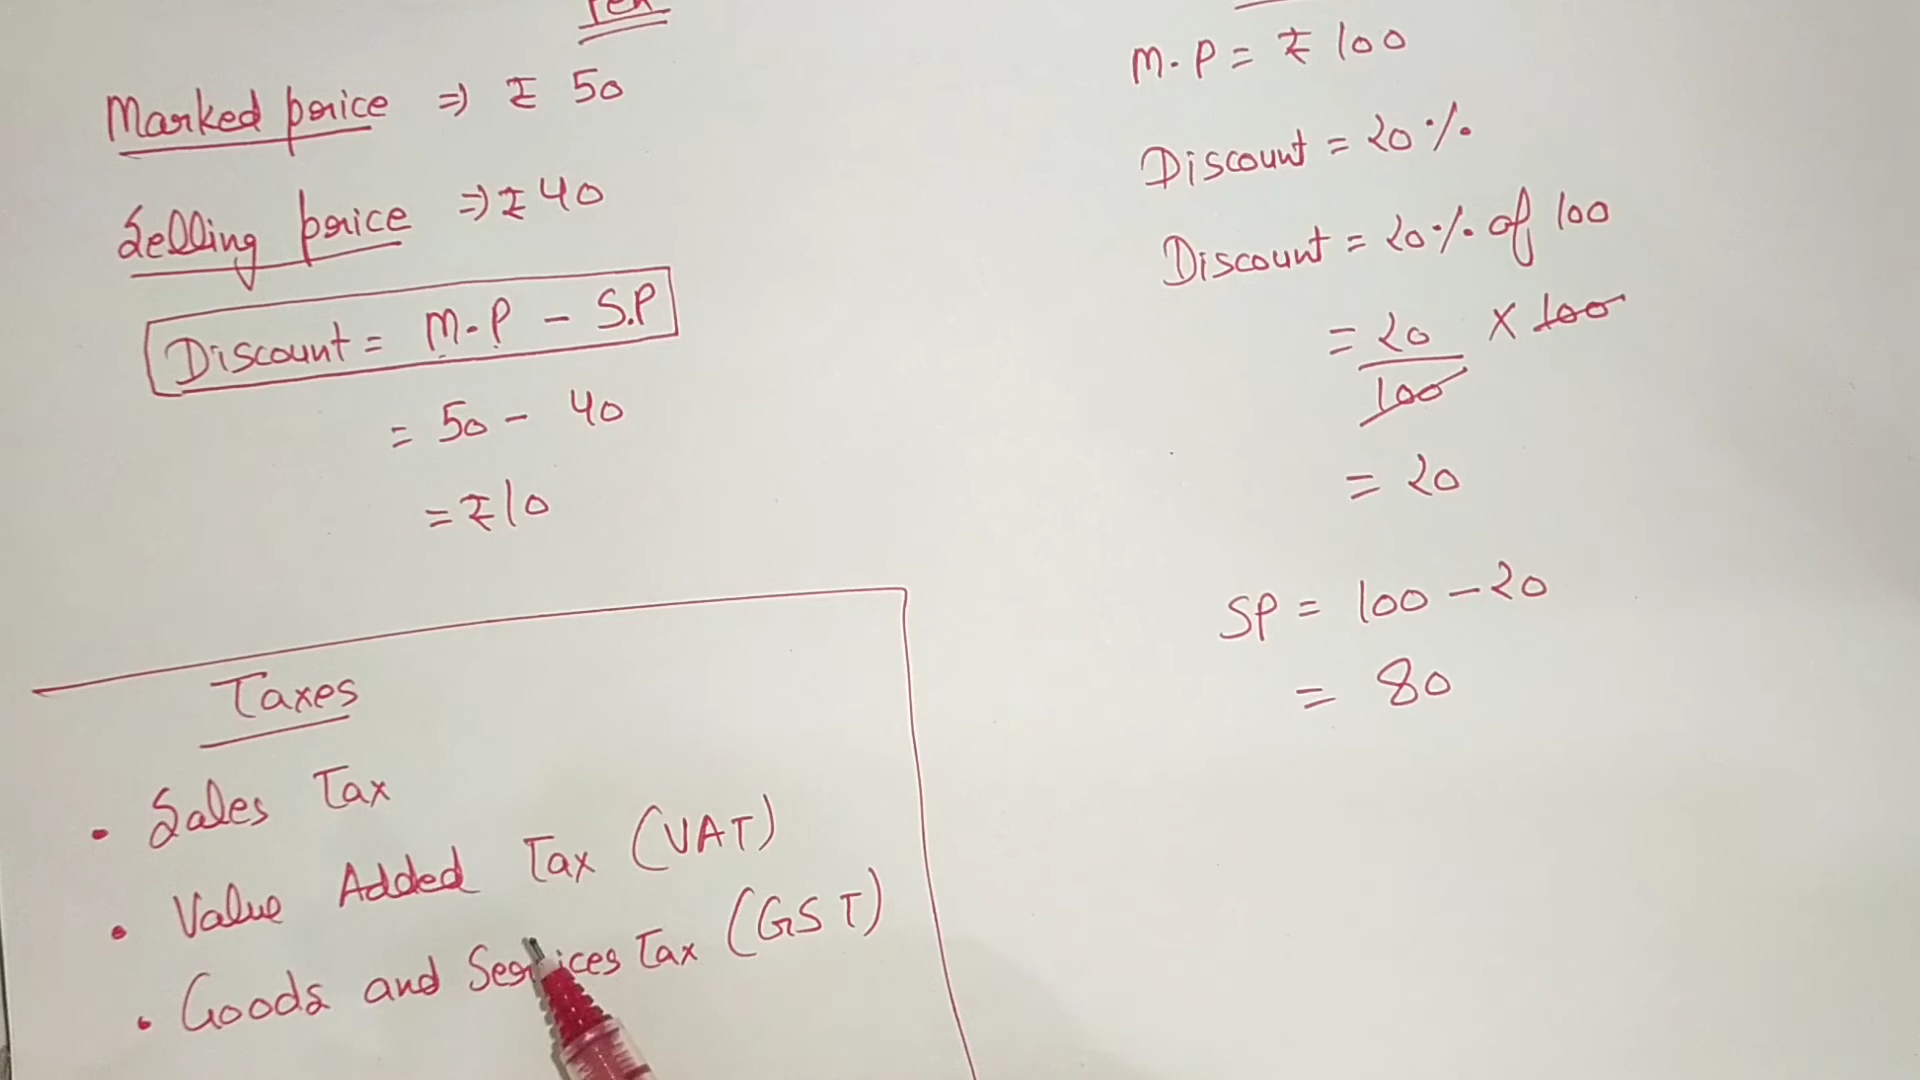 Pen
Marked price ⇒ ₹ 50
Selling price ⇒ ₹ 40
Discount = M.P - S.P
= 50 - 40
= ₹10
Taxes
• Sales Tax
• Value Added Tax (VAT)
• Goods and Services Tax (GST)
M.P = ₹ 100
Discount = 20%
Discount = 20% of 100
= 20 × 100
100
= 20
SP = 100 - 20
= 80